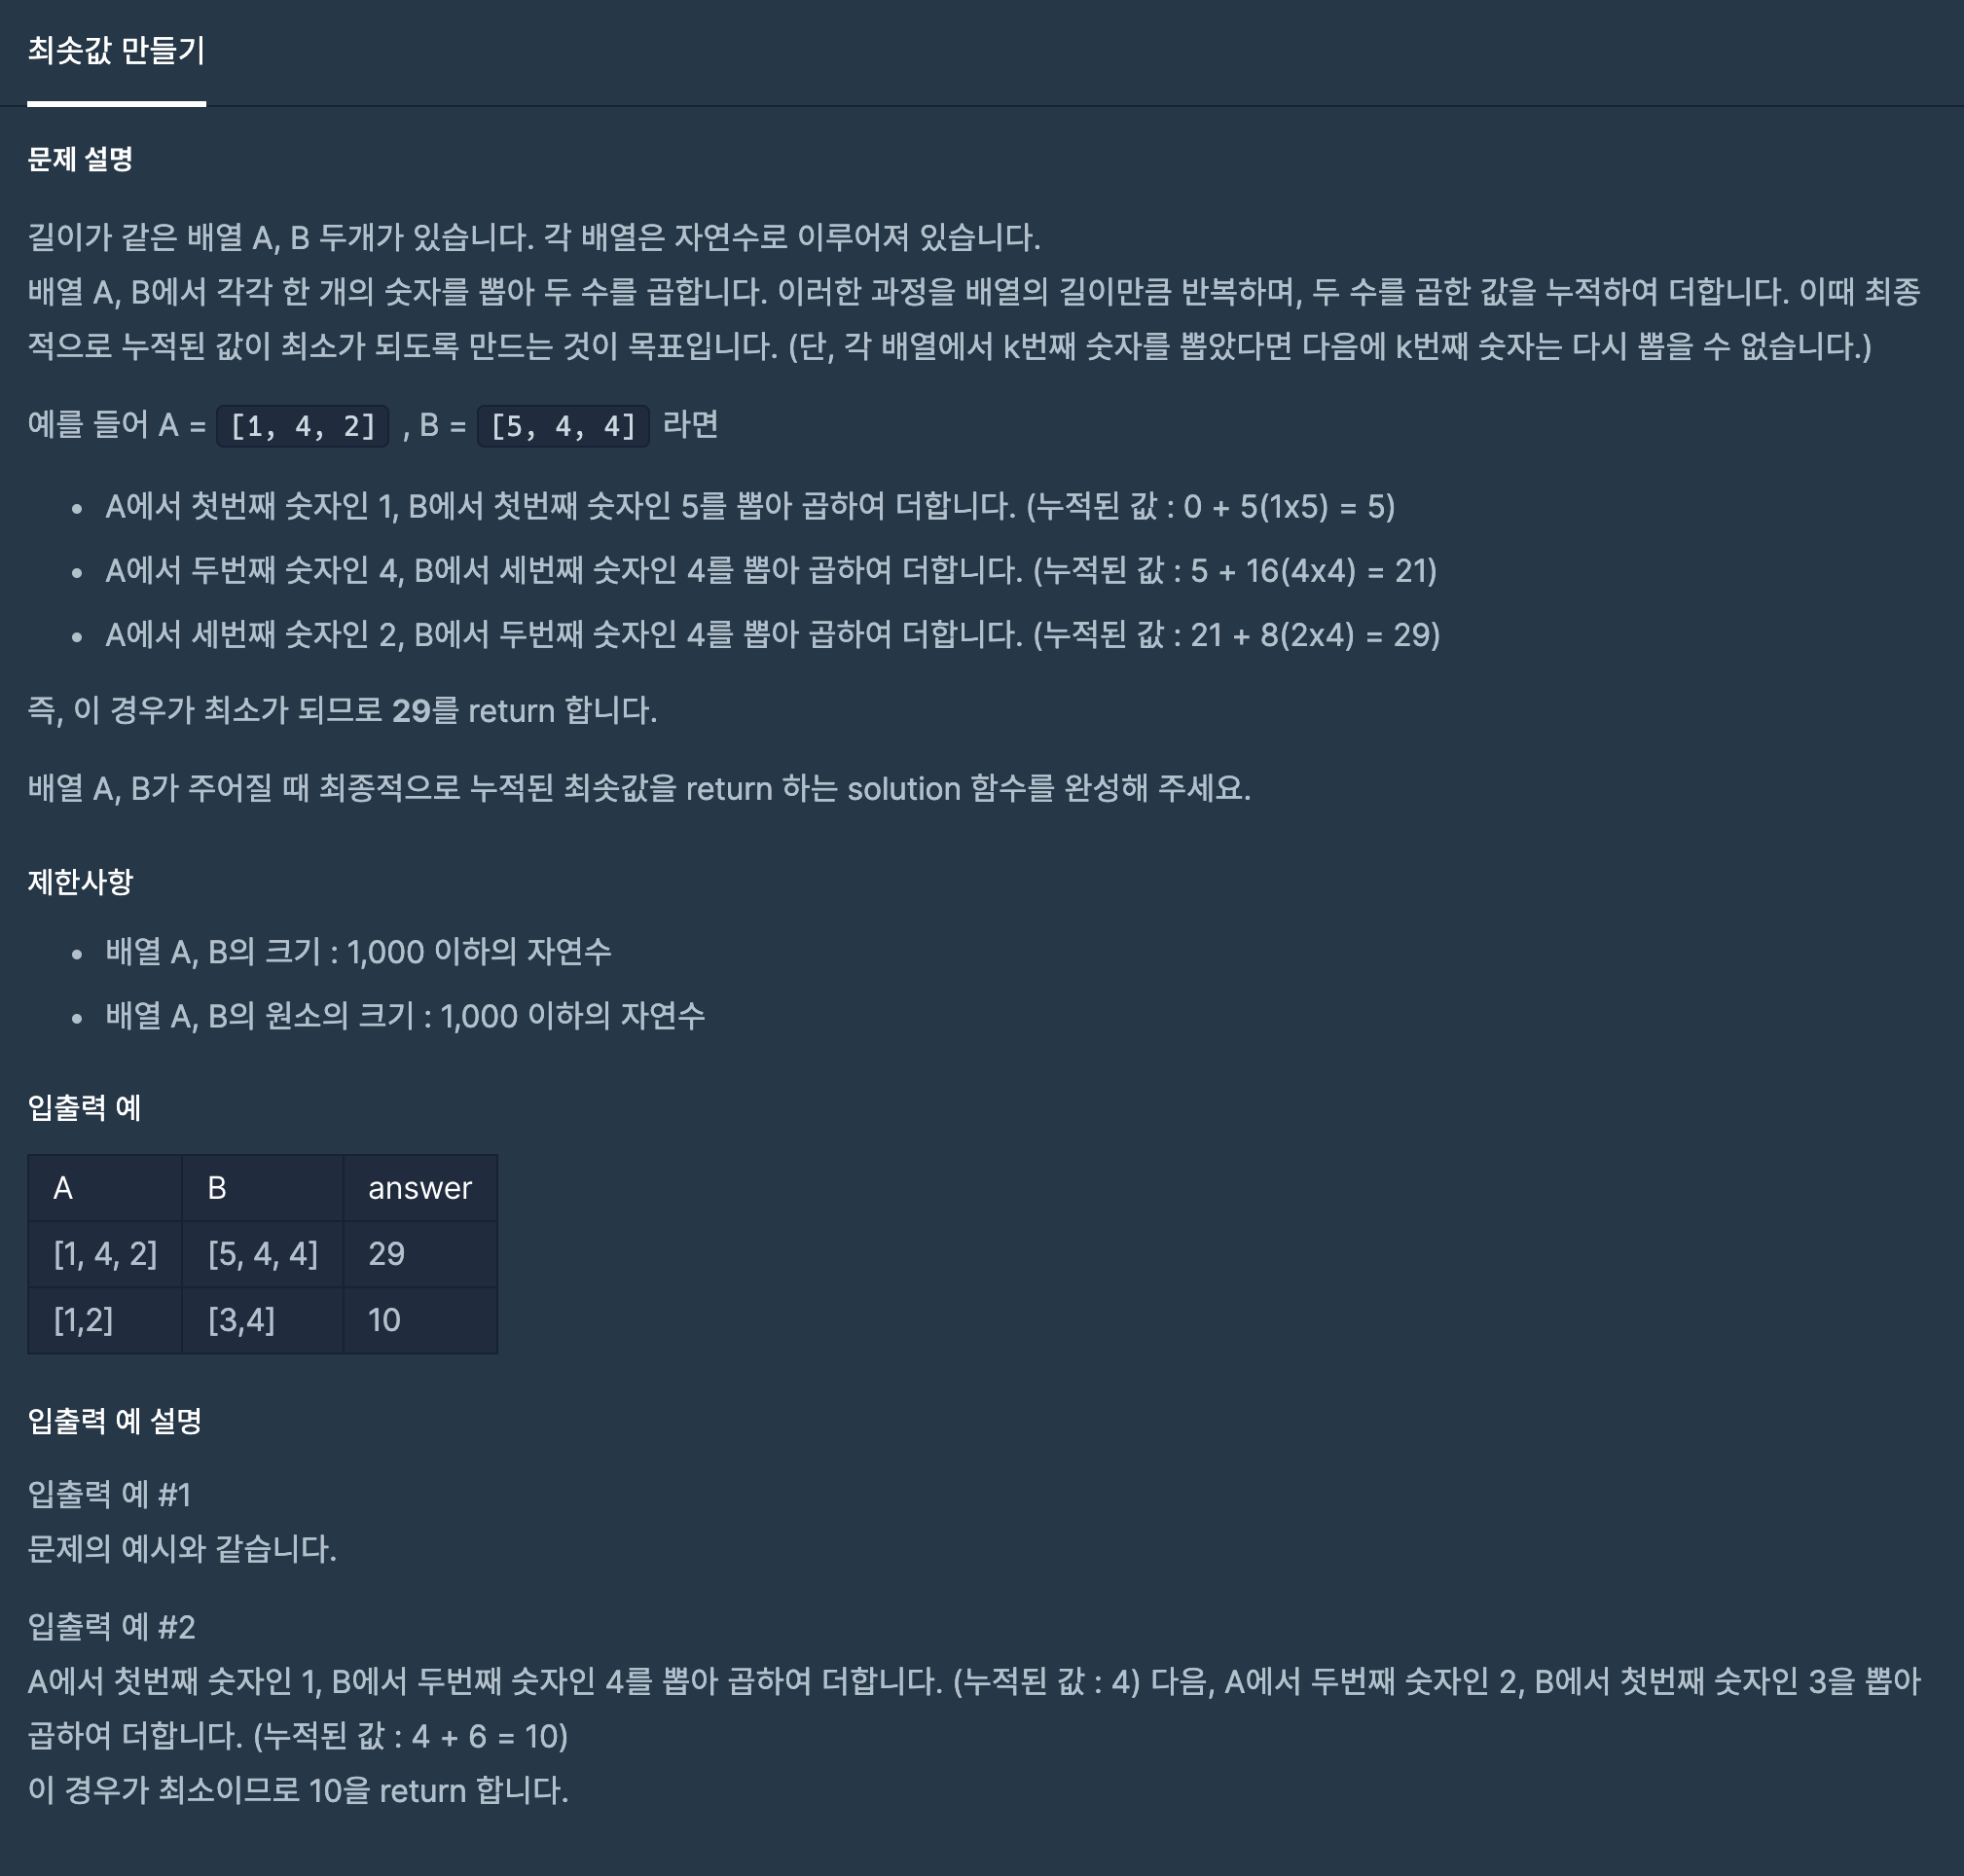 최솟값 만들기
문제 설명
길이가 같은 배열 A, B 두개가 있습니다. 각 배열은 자연수로 이루어져 있습니다.
배열 A, B에서 각각 한 개의 숫자를 뽑아 두 수를 곱합니다. 이러한 과정을 배열의 길이만큼 반복하며, 두 수를 곱한 값을 누적하여 더합니다. 이때 최종
적으로 누적된 값이 최소가 되도록 만드는 것이 목표입니다. (단, 각 배열에서 k번째 숫자를 뽑았다면 다음에 k번째 숫자는 다시 뽑을 수 없습니다.)
예를 들어 A = [1, 4, 2] , B = [5, 4, 4] 라면
• A에서 첫번째 숫자인 1, B에서 첫번째 숫자인 5를 뽑아 곱하여 더합니다. (누적된 값 : 0 + 5(1x5) = 5)
• A에서 두번째 숫자인 4, B에서 세번째 숫자인 4를 뽑아 곱하여 더합니다. (누적된 값 : 5 + 16(4x4) = 21)
• A에서 세번째 숫자인 2, B에서 두번째 숫자인 4를 뽑아 곱하여 더합니다. (누적된 값 : 21 + 8(2x4) = 29)
즉, 이 경우가 최소가 되므로 29를 return 합니다.
배열 A, B가 주어질 때 최종적으로 누적된 최솟값을 return 하는 solution 함수를 완성해 주세요.
제한사항
• 배열 A, B의 크기 : 1,000 이하의 자연수
• 배열 A, B의 원소의 크기 : 1,000 이하의 자연수
입출력 예
A B answer
[1, 4, 2] [5, 4, 4] 29
[1,2] [3,4] 10
입출력 예 설명
입출력 예 #1
문제의 예시와 같습니다.
입출력 예 #2
A에서 첫번째 숫자인 1, B에서 두번째 숫자인 4를 뽑아 곱하여 더합니다. (누적된 값 : 4) 다음, A에서 두번째 숫자인 2, B에서 첫번째 숫자인 3을 뽑아
곱하여 더합니다. (누적된 값 : 4 + 6 = 10)
이 경우가 최소이므로 10을 return 합니다.